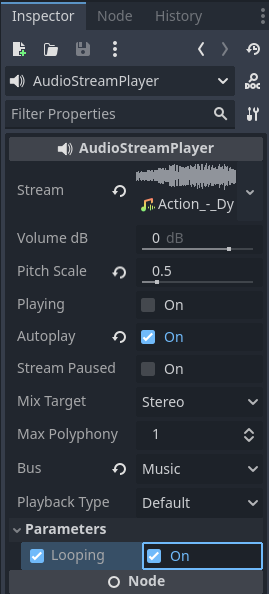 Inspector Node History
AudioStreamPlayer
DOC
Filter Properties
AudioStreamPlayer
Stream
Action_-_Dy
Volume dB 0 dB
Pitch Scale 0.5
Playing On
Autoplay On
Stream Paused On
Mix Target Stereo
Max Polyphony 1
Bus Music
Playback Type Default
Parameters
Looping On
Node